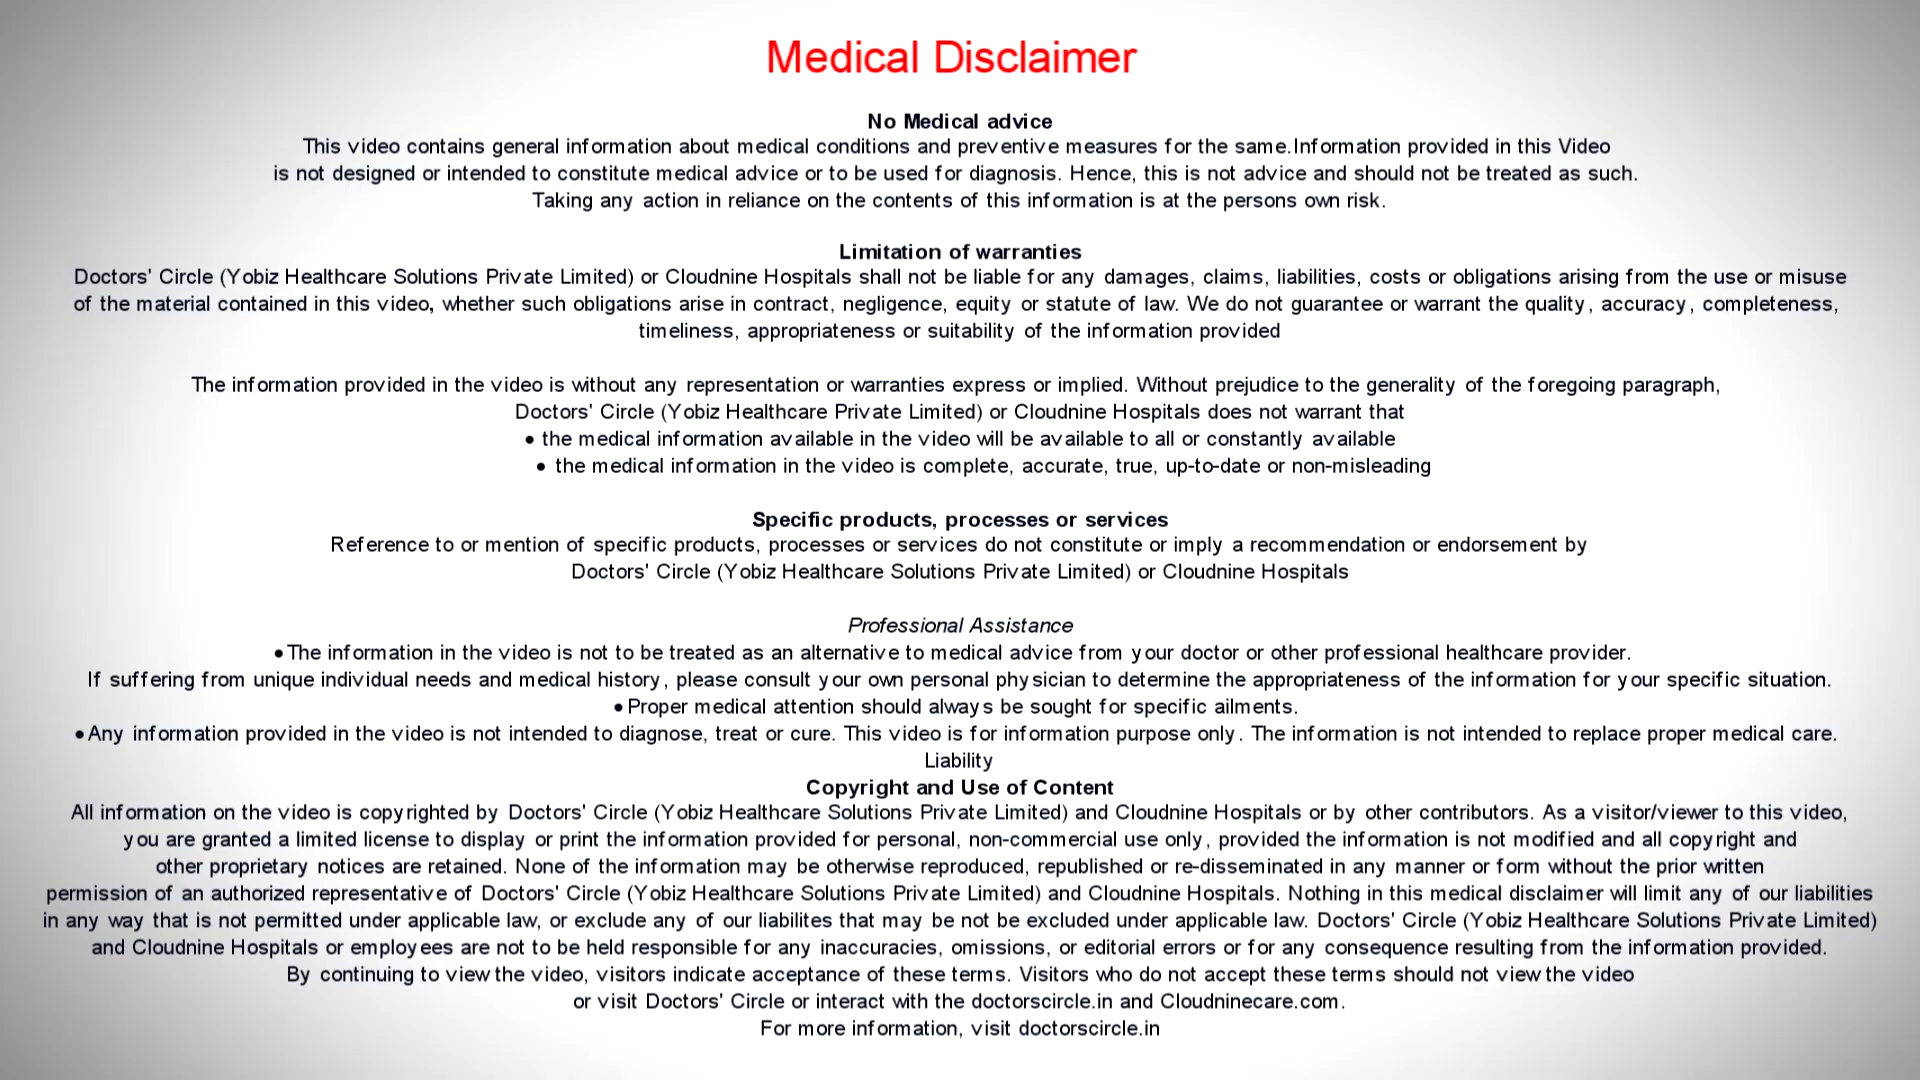 Medical Disclaimer
No Medical advice
This video contains general information about medical conditions and preventive measures for the same.Information provided in this Video
is not designed or intended to constitute medical advice or to be used for diagnosis. Hence, this is not advice and should not be treated as such.
Taking any action in reliance on the contents of this information is at the persons own risk.
Limitation of warranties
Doctors' Circle (Yobiz Healthcare Solutions Private Limited) or Cloudnine Hospitals shall not be liable for any damages, claims, liabilities, costs or obligations arising from the use or misuse
of the material contained in this video, whether such obligations arise in contract, negligence, equity or statute of law. We do not guarantee or warrant the quality, accuracy, completeness,
timeliness, appropriateness or suitability of the information provided
The information provided in the video is without any representation or warranties express or implied. Without prejudice to the generality of the foregoing paragraph,
Doctors' Circle (Yobiz Healthcare Private Limited) or Cloudnine Hospitals does not warrant that
• the medical information available in the video will be available to all or constantly available
• the medical information in the video is complete, accurate, true, up-to-date or non-misleading
Specific products, processes or services
Reference to or mention of specific products, processes or services do not constitute or imply a recommendation or endorsement by
Doctors' Circle (Yobiz Healthcare Solutions Private Limited) or Cloudnine Hospitals
Professional Assistance
•The information in the video is not to be treated as an alternative to medical advice from your doctor or other professional healthcare provider.
If suffering from unique individual needs and medical history, please consult your own personal physician to determine the appropriateness of the information for your specific situation.
•Proper medical attention should always be sought for specific ailments.
•Any information provided in the video is not intended to diagnose, treat or cure. This video is for information purpose only. The information is not intended to replace proper medical care.
Liability
Copyright and Use of Content
All information on the video is copyrighted by Doctors' Circle (Yobiz Healthcare Solutions Private Limited) and Cloudnine Hospitals or by other contributors. As a visitor/viewer to this video,
you are granted a limited license to display or print the information provided for personal, non-commercial use only, provided the information is not modified and all copyright and
other proprietary notices are retained. None of the information may be otherwise reproduced, republished or re-disseminated in any manner or form without the prior written
permission of an authorized representative of Doctors' Circle (Yobiz Healthcare Solutions Private Limited) and Cloudnine Hospitals. Nothing in this medical disclaimer will limit any of our liabilities
in any way that is not permitted under applicable law, or exclude any of our liabilites that may be not be excluded under applicable law. Doctors' Circle (Yobiz Healthcare Solutions Private Limited)
and Cloudnine Hospitals or employees are not to be held responsible for any inaccuracies, omissions, or editorial errors or for any consequence resulting from the information provided.
By continuing to view the video, visitors indicate acceptance of these terms. Visitors who do not accept these terms should not view the video
or visit Doctors' Circle or interact with the doctorscircle.in and Cloudninecare.com.
For more information, visit doctorscircle.in